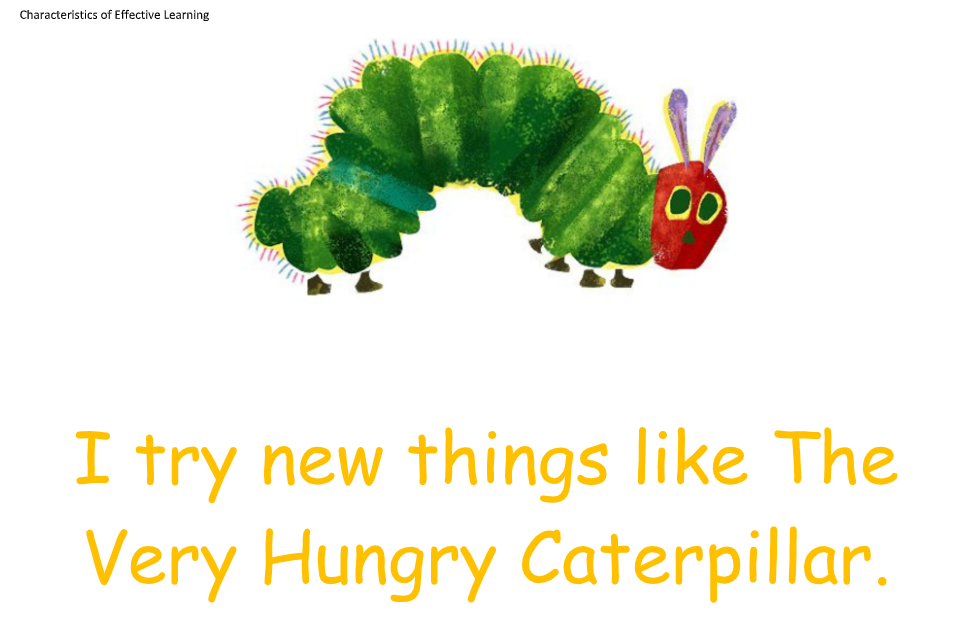 Characteristics of Effective Learning
I try new things like The
Very Hungry Caterpillar.